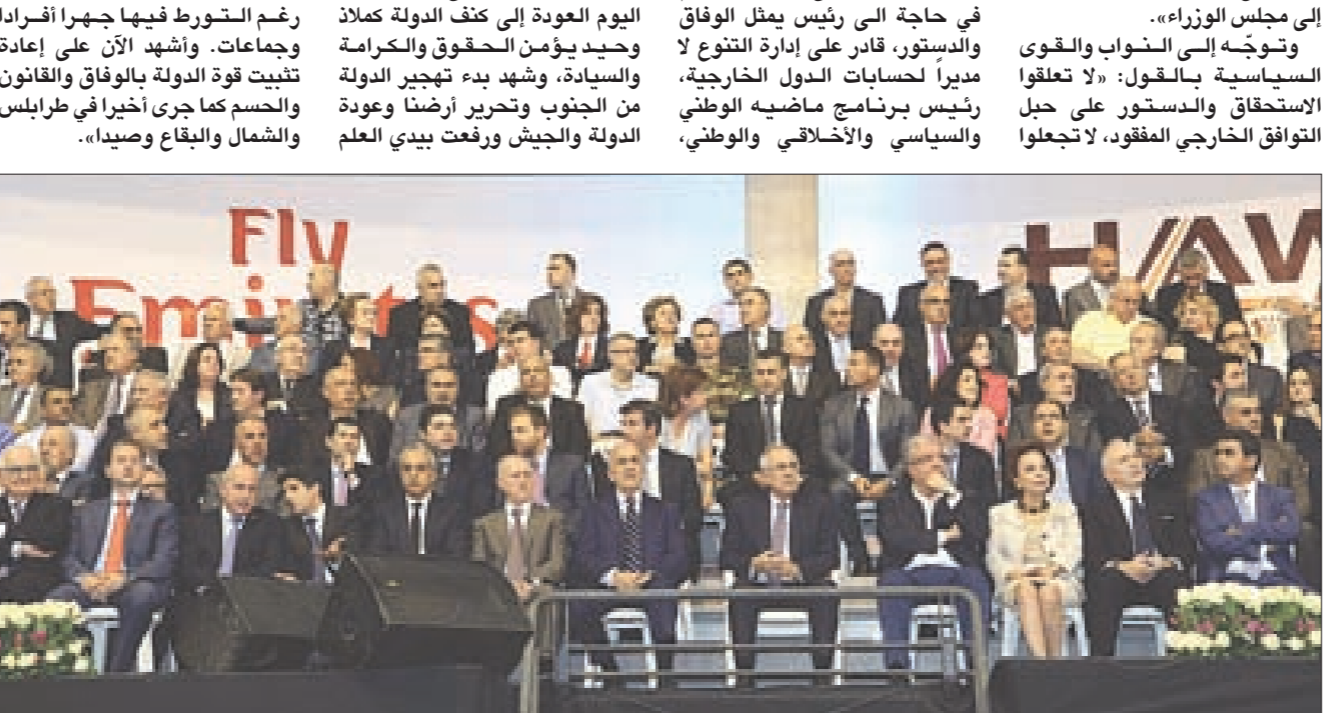 إلى مجلس الوزراء».
وتوجّه إلى النواب والقوى
السياسية بالقول: «لا تعلقوا
الاستحقاق والدستور على حبل
التوافق الخارجي المفقود، لا تجعلوا
في حاجة الى رئيس يمثل الوفاق
والدستور، قادر على إدارة التنوع لا
مديراً لحسابات الدول الخارجية،
رئيس برنامج ماضيه الوطني
والسياسي والأخلاقي والوطني،
اليوم العودة إلى كنف الدولة كملاذ
وحيد يؤمن الحقوق والكرامة
والسيادة، وشهد بدء تهجير الدولة
من الجنوب وتحرير أرضنا وعودة
الدولة والجيش ورفعت بيدي العلم
رغم التورط فيها جهرا أفرادا
وجماعات. وأشهد الآن على إعادة
تثبيت قوة الدولة بالوفاق والقانون
والحسم كما جرى أخيرا في طرابلس
والشمال والبقاع وصيدا».
Fly
Emirates
HAW